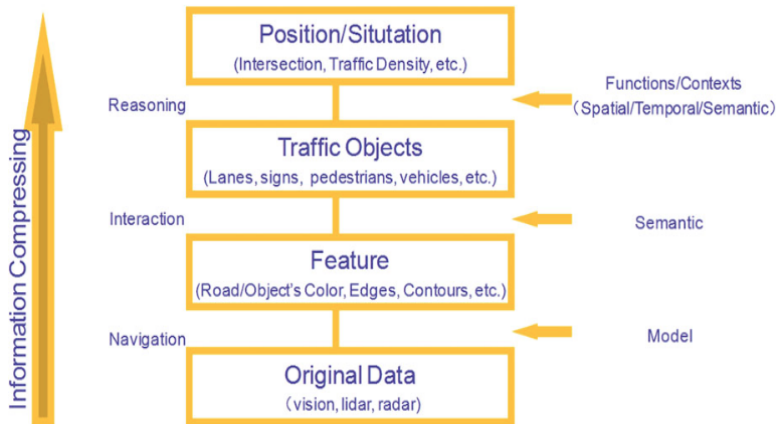 Position/Situtation
(Intersection, Traffic Density, etc.)
Reasoning
Functions/Contexts
(Spatial/Temporal/Semantic)
Traffic Objects
(Lanes, signs, pedestrians, vehicles, etc.)
Interaction
Semantic
Feature
(Road/Object's Color, Edges, Contours, etc.)
Navigation
Model
Original Data
(vision, lidar, radar)
Information Compressing